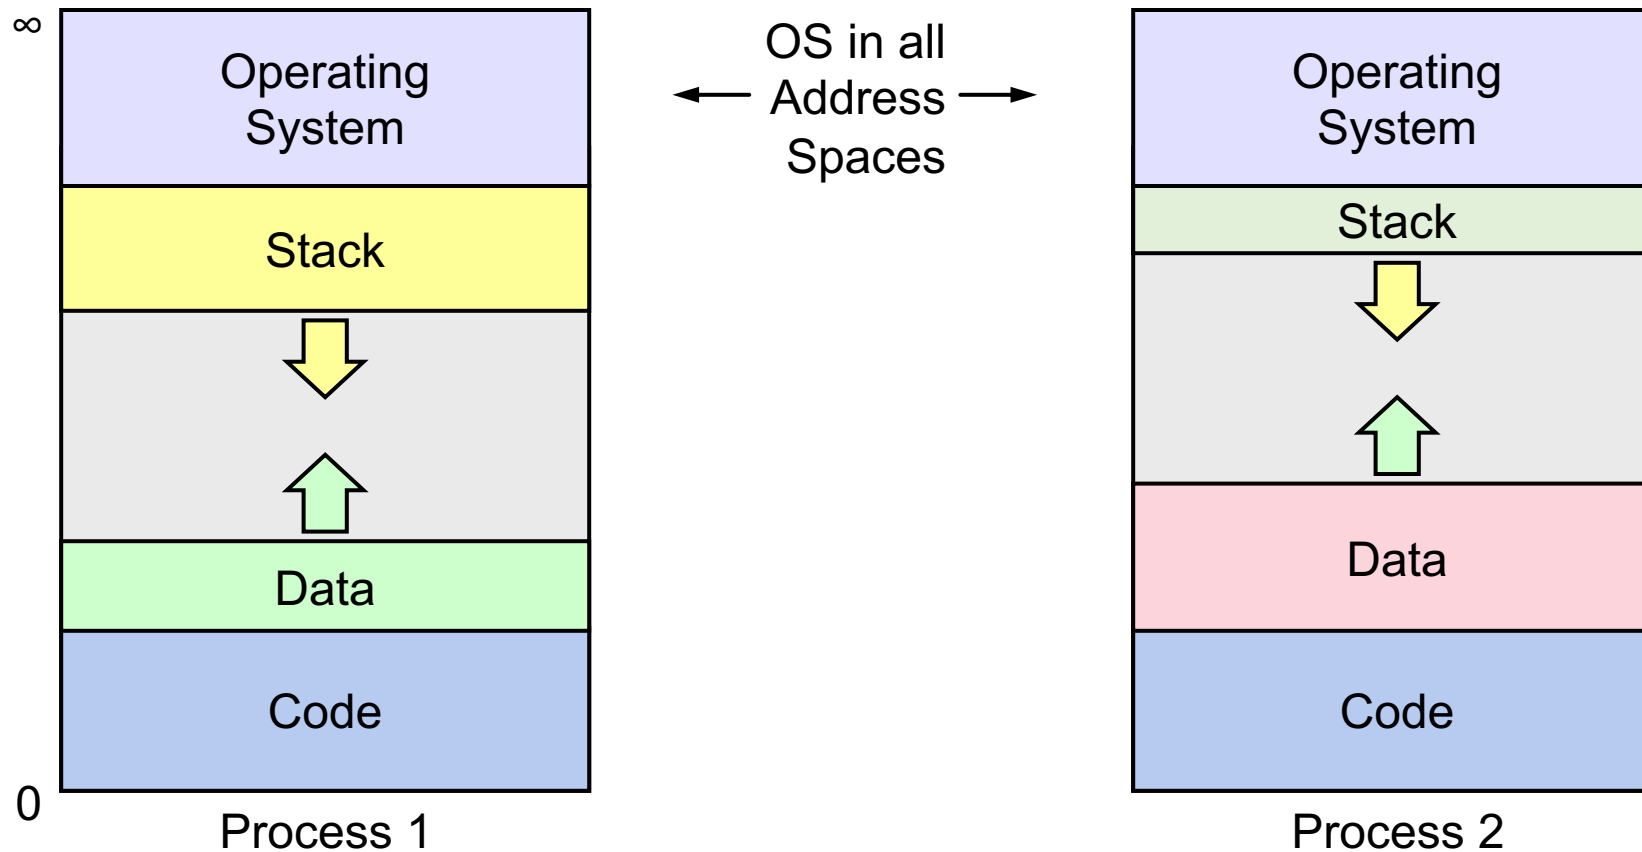 ∞
Operating
System
Stack
Data
Code
0
Process 1
OS in all
Address
Spaces
Operating
System
Stack
Data
Code
Process 2